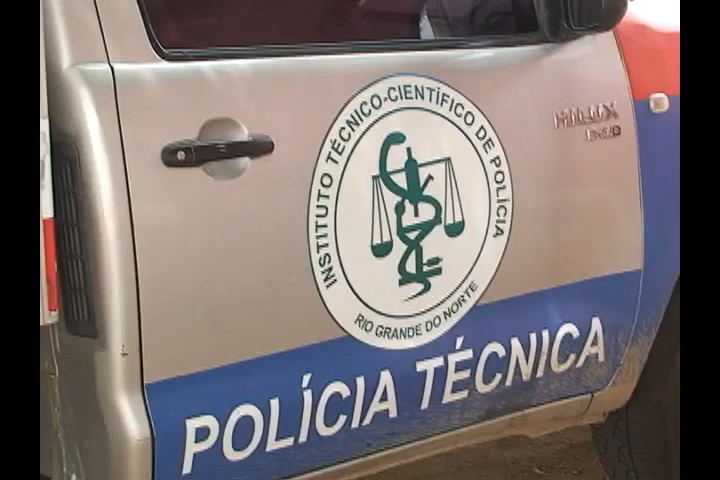 INSTITUTO TÉCNICO-CIENTÍFICO DE POLÍCIA
RIO GRANDE DO NORTE
HILUX
POLÍCIA TÉCNICA